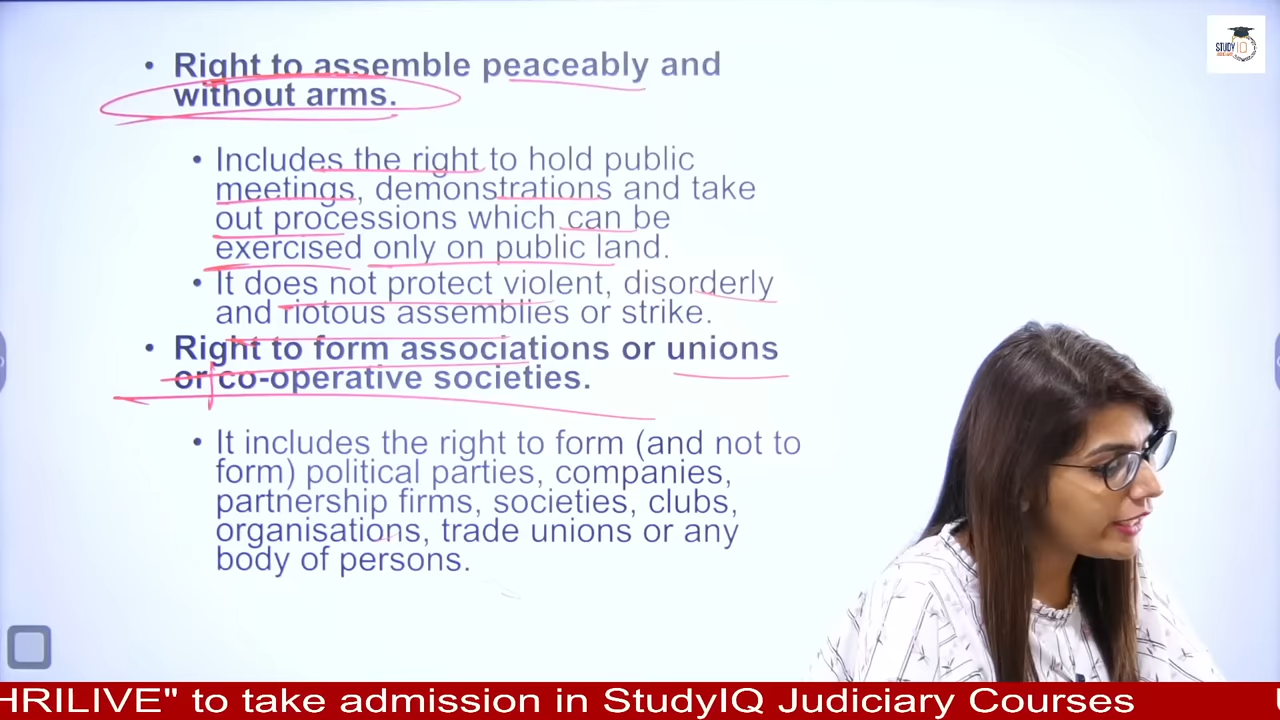 • Right to assemble peaceably and
without arms.
• Includes the right to hold public
meetings, demonstrations and take
out processions which can be
exercised only on public land.
• It does not protect violent, disorderly
and riotous assemblies or strike.
• Right to form associations or unions
or co-operative societies.
• It includes the right to form (and not to
form) political parties, companies,
partnership firms, societies, clubs,
organisations, trade unions or any
body of persons.
STUDY IQ
HRILIVE" to take admission in StudyIQ Judiciary Courses